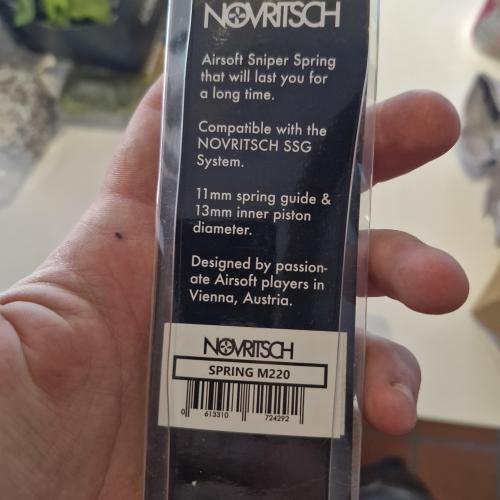 NOVRITSCH
Airsoft Sniper Spring
that will last you for
a long time.
Compatible with the
NOVRITSCH SSG
System.
11mm spring guide &
13mm inner piston
diameter.
Designed by passion-
ate Airsoft players in
Vienna, Austria.
NOVRITSCH
SPRING M220
0 613310 724292